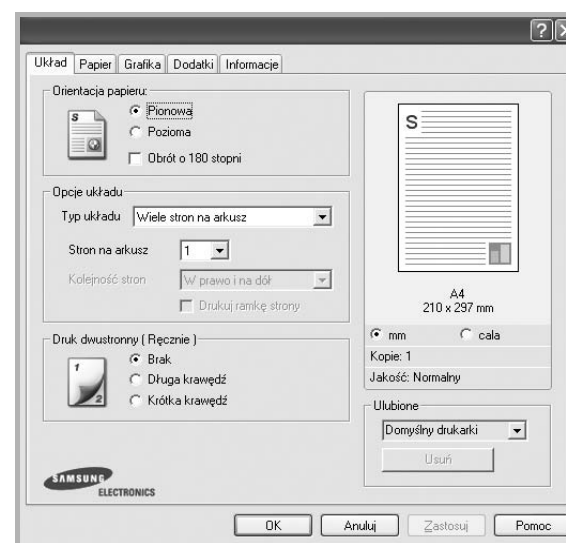 Układ Papier Grafika Dodatki Informacje
Orientacja papieru:
Pionowa
Pozioma
Obrót o 180 stopni
Opcje układu
Typ układu Wiele stron na arkusz
Stron na arkusz 1
Kolejność stron W prawo i na dół
Drukuj ramkę strony
Druk dwustronny ( Ręcznie )
Brak
Długa krawędź
Krótka krawędź
S
S
1
2
A4
210 x 297 mm
mm cala
Kopie: 1
Jakość: Normalny
Ulubione
Domyślny drukarki
Usuń
SAMSUNG
ELECTRONICS
OK Anuluj Zastosuj Pomoc